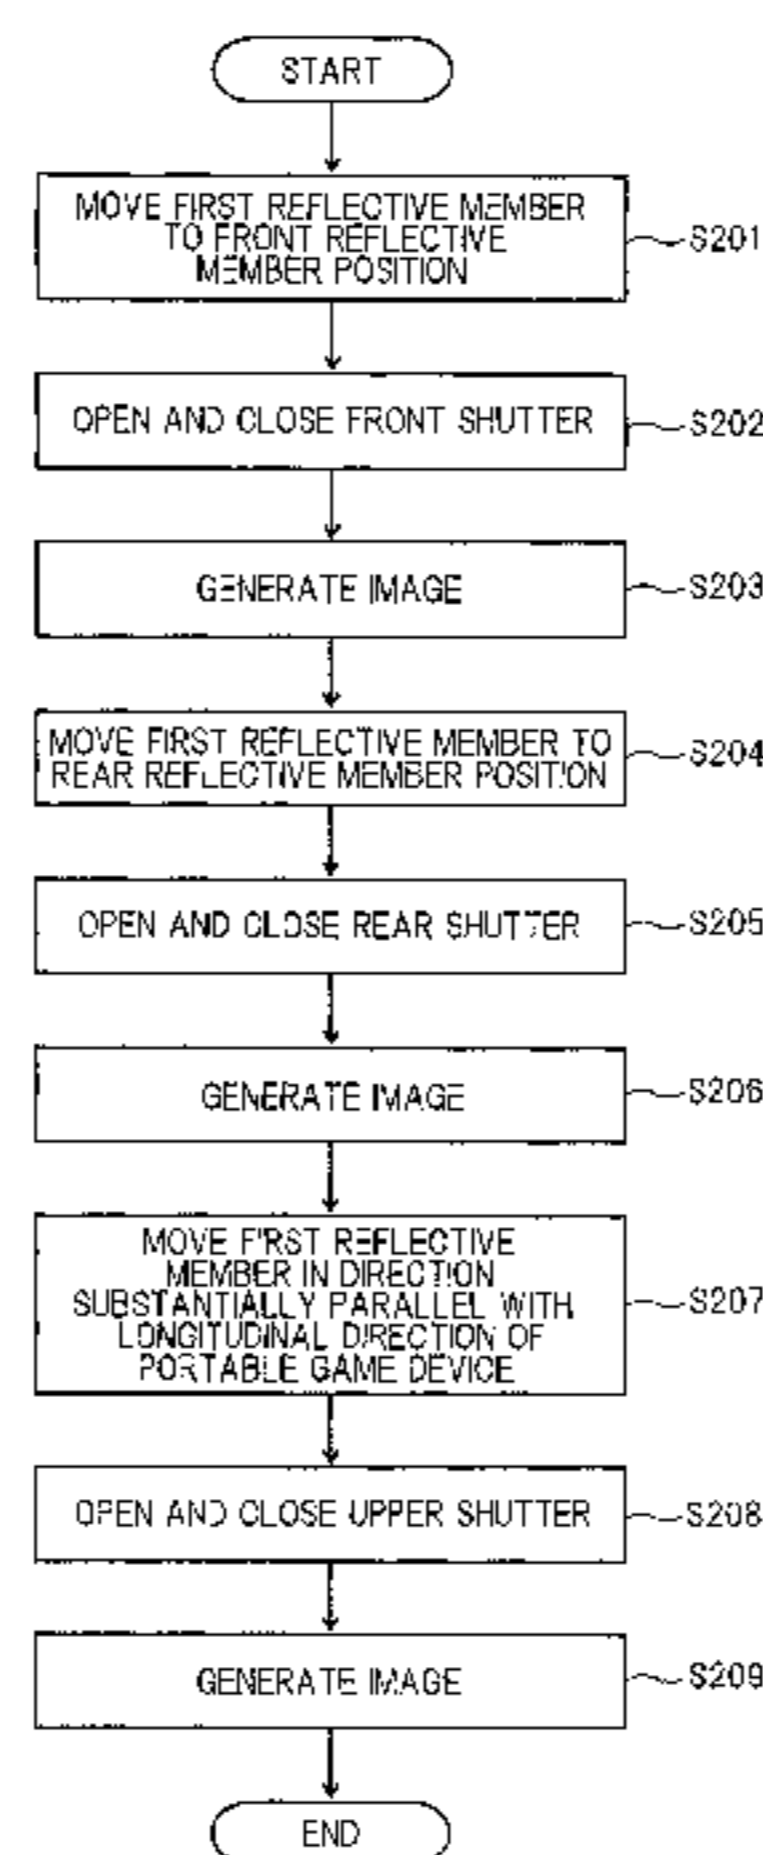 START
MOVE FIRST REFLECTIVE MEMBER
TO FRONT REFLECTIVE
MEMBER POSITION
S201
OPEN AND CLOSE FRONT SHUTTER
S202
GENERATE IMAGE
S203
MOVE FIRST REFLECTIVE MEMBER TO
REAR REFLECTIVE MEMBER POSITION
S204
OPEN AND CLOSE REAR SHUTTER
S205
GENERATE IMAGE
S206
MOVE FIRST REFLECTIVE
MEMBER IN DIRECTION
SUBSTANTIALLY PARALLEL WITH
LONGITUDINAL DIRECTION OF
PORTABLE GAME DEVICE
S207
OPEN AND CLOSE UPPER SHUTTER
S208
GENERATE IMAGE
S209
END